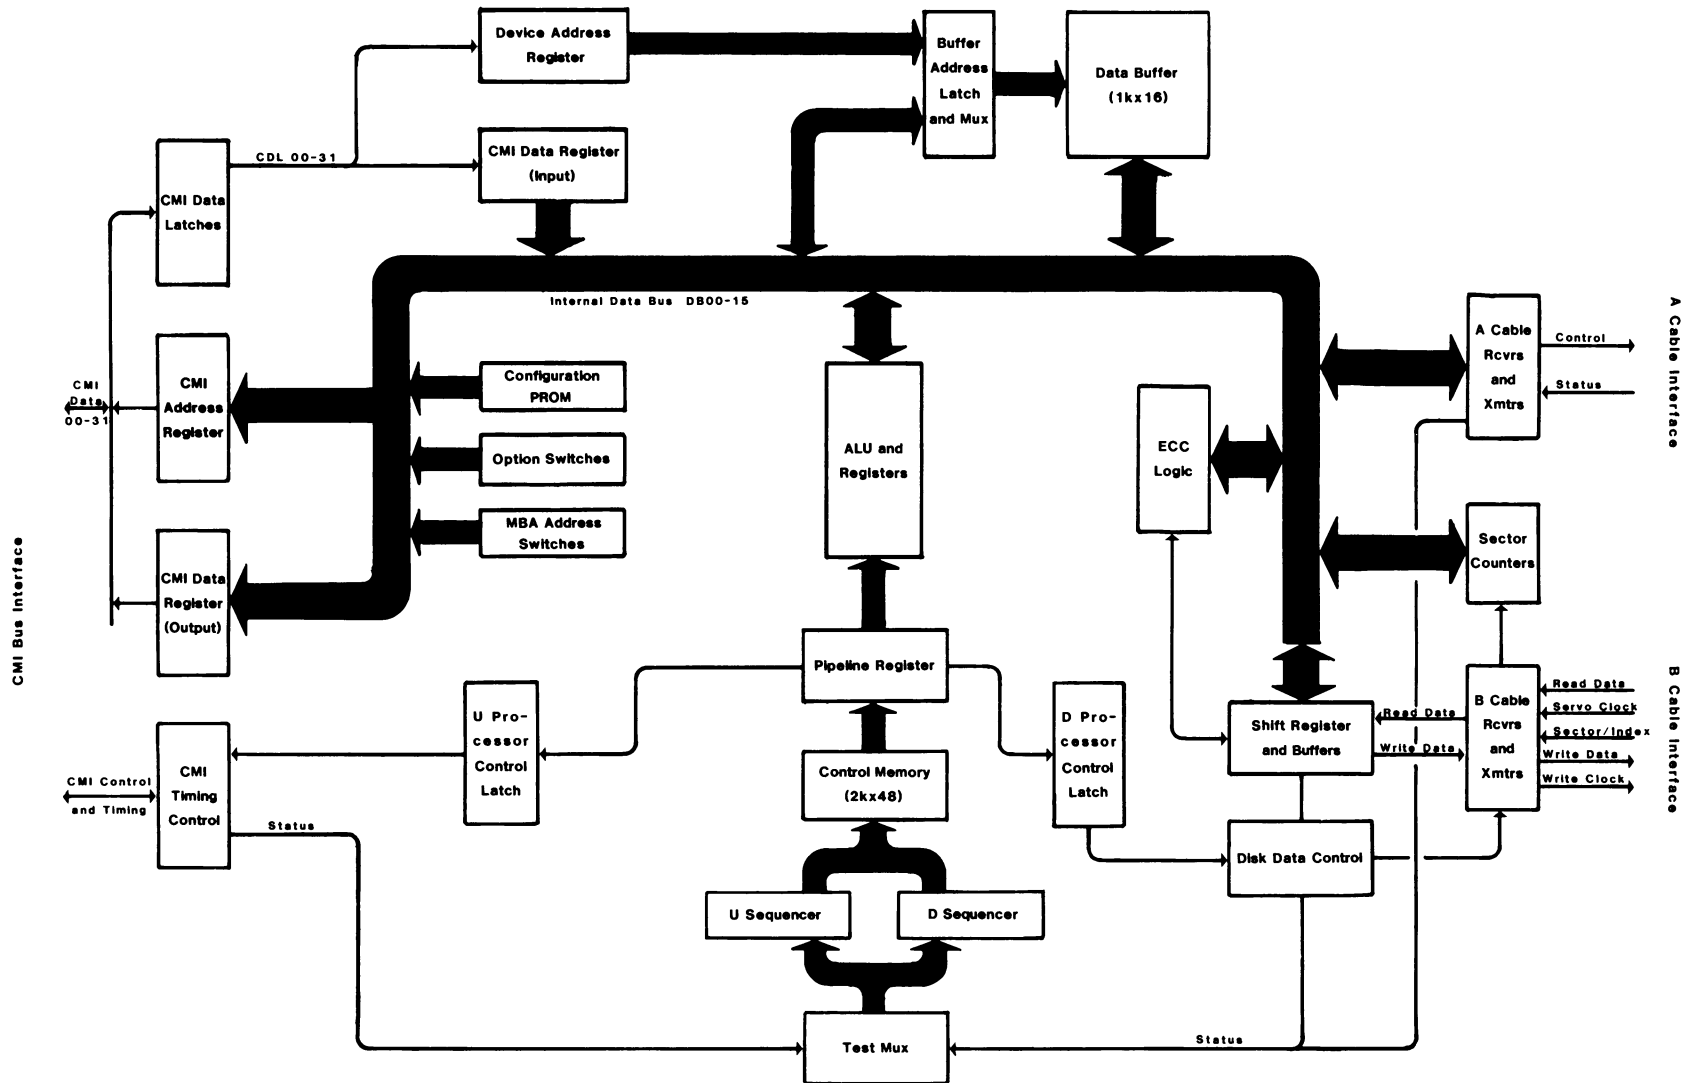 Device Address
Register
Buffer
Address
Latch
and Mux
Data Buffer
(1kx16)
CMI Data
Latches
CDL 00-31
CMI Data Register
(Input)
Internal Data Bus DB00-15
CMI
Data
00-31
CMI
Address
Register
Configuration
PROM
Option Switches
MBA Address
Switches
ALU and
Registers
ECC
Logic
A Cable
Rcvrs
and
Xmtrs
Control
Status
A Cable Interface
Sector
Counters
CMI Bus Interface
CMI Data
Register
(Output)
Pipeline Register
U Pro-
cessor
Control
Latch
D Pro-
cessor
Control
Latch
Shift Register
and Buffers
Read Data
Write Data
B Cable
Rcvrs
and
Xmtrs
Read Data
Servo Clock
Sector/Index
Write Data
Write Clock
B Cable Interface
CMI Control
and Timing
CMI
Timing
Control
Status
Control Memory
(2kx48)
Disk Data Control
U Sequencer
D Sequencer
Test Mux
Status